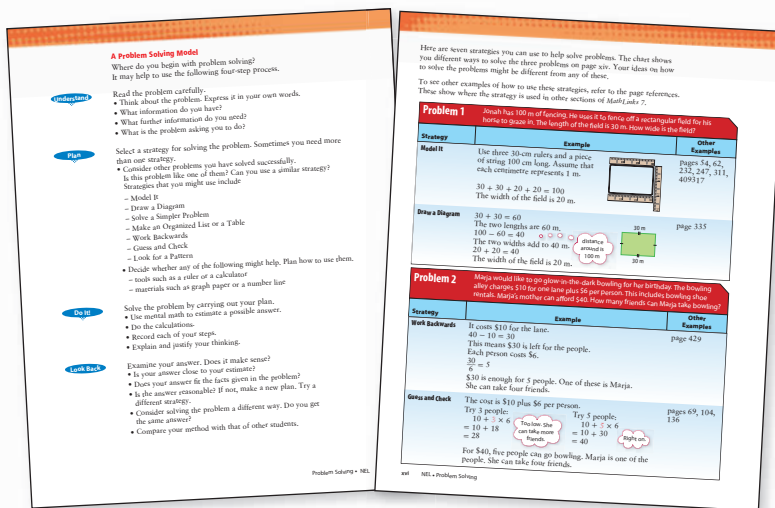 A Problem Solving Model
Where do you begin with problem solving?
It may help to use the following four-step process.
Understand
Read the problem carefully.
• Think about the problem. Express it in your own words.
• What information do you have?
• What further information do you need?
• What is the problem asking you to do?
Plan
Select a strategy for solving the problem. Sometimes you need more
than one strategy.
• Consider other problems you have solved successfully.
Is this problem like one of them? Can you use a similar strategy?
Strategies that you might use include
– Model It
– Draw a Diagram
– Solve a Simpler Problem
– Make an Organized List or a Table
– Work Backwards
– Guess and Check
– Look for a Pattern
• Decide whether any of the following might help. Plan how to use them.
– tools such as a ruler or a calculator
– materials such as graph paper or a number line
Do It!
Solve the problem by carrying out your plan.
• Use mental math to estimate a possible answer.
• Do the calculations.
• Record each of your steps.
• Explain and justify your thinking.
Look Back
Examine your answer. Does it make sense?
• Is your answer close to your estimate?
• Does your answer fit the facts given in the problem?
• Is the answer reasonable? If not, make a new plan. Try a
different strategy.
• Consider solving the problem a different way. Do you get
the same answer?
• Compare your method with that of other students.
Problem Solving • NEL
Here are seven strategies you can use to help solve problems. The chart shows
you different ways to solve the three problems on page xiv. Your ideas on how
to solve the problems might be different from any of these.
To see other examples of how to use these strategies, refer to the page references.
These show where the strategy is used in other sections of MathLinks 7.
Problem 1
Jonah has 100 m of fencing. He uses it to fence off a rectangular field for his
horse to graze in. The length of the field is 30 m. How wide is the field?
Strategy
Example
Other
Examples
Model It
Use three 30-cm rulers and a piece
of string 100 cm long. Assume that
each centimetre represents 1 m.
30 + 30 + 20 + 20 = 100
The width of the field is 20 m.
pages 54, 62,
232, 247, 311,
409317
Draw a Diagram
30 + 30 = 60
The two lengths are 60 m.
100 − 60 = 40
The two widths add to 40 m.
20 + 20 = 40
The width of the field is 20 m.
distance
around is
100 m
30 m
30 m
page 335
Problem 2
Marja would like to go glow-in-the-dark bowling for her birthday. The bowling
alley charges $10 for one lane plus $6 per person. This includes bowling shoe
rentals. Marja's mother can afford $40. How many friends can Marja take bowling?
Strategy
Example
Other
Examples
Work Backwards
It costs $10 for the lane.
40 − 10 = 30
This means $30 is left for the people.
Each person costs $6.
30
6 = 5
$30 is enough for 5 people. One of these is Marja.
She can take four friends.
page 429
Guess and Check
The cost is $10 plus $6 per person.
Try 3 people:
10 + 3 × 6
= 10 + 18
= 28
Too low. She
can take more
friends.
Try 5 people:
10 + 5 × 6
= 10 + 30
= 40
Right on.
For $40, five people can go bowling. Marja is one of the
people. She can take four friends.
pages 69, 104,
136
NEL • Problem Solving